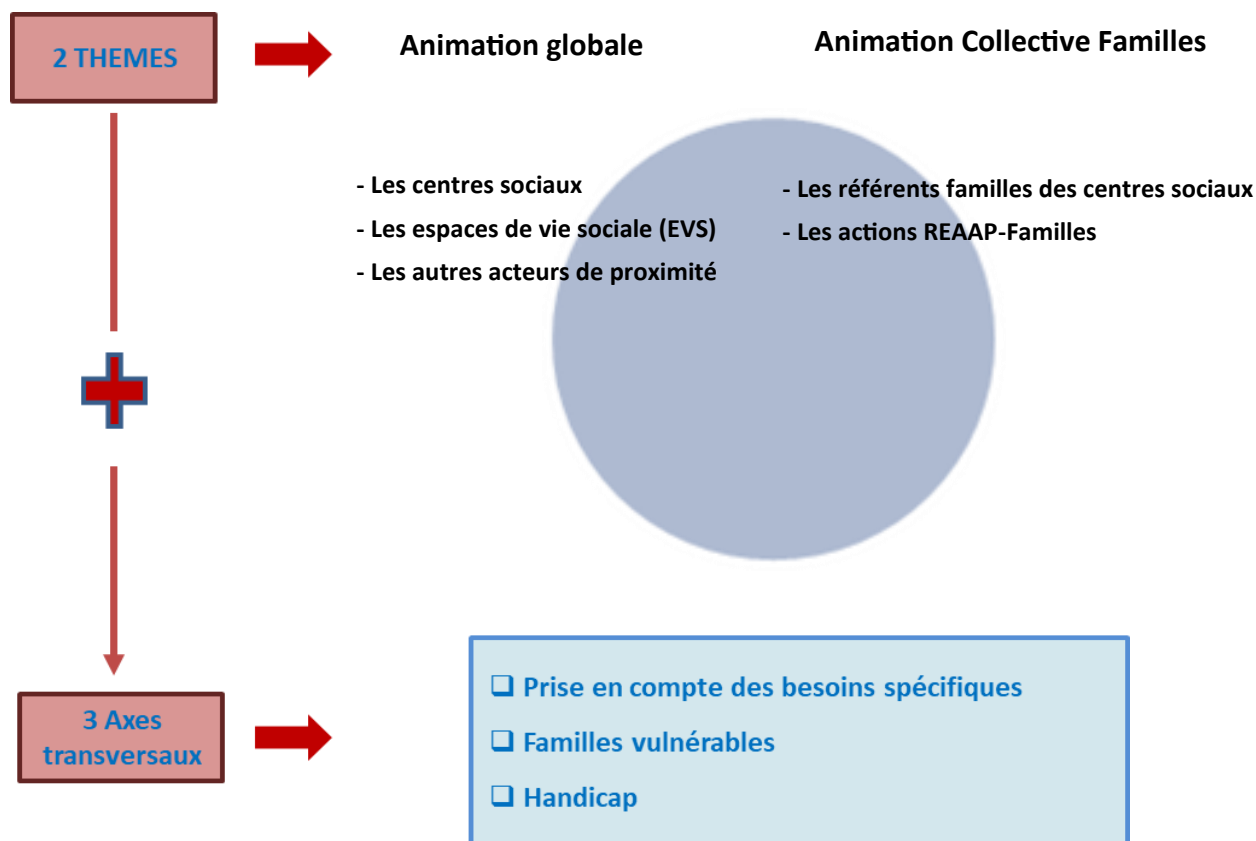 2 THEMES
Animation globale
Animation Collective Familles
- Les centres sociaux
- Les espaces de vie sociale (EVS)
- Les autres acteurs de proximité
- Les référents familles des centres sociaux
- Les actions REAAP-Familles
3 Axes
transversaux
❑ Prise en compte des besoins spécifiques
❑ Familles vulnérables
❑ Handicap